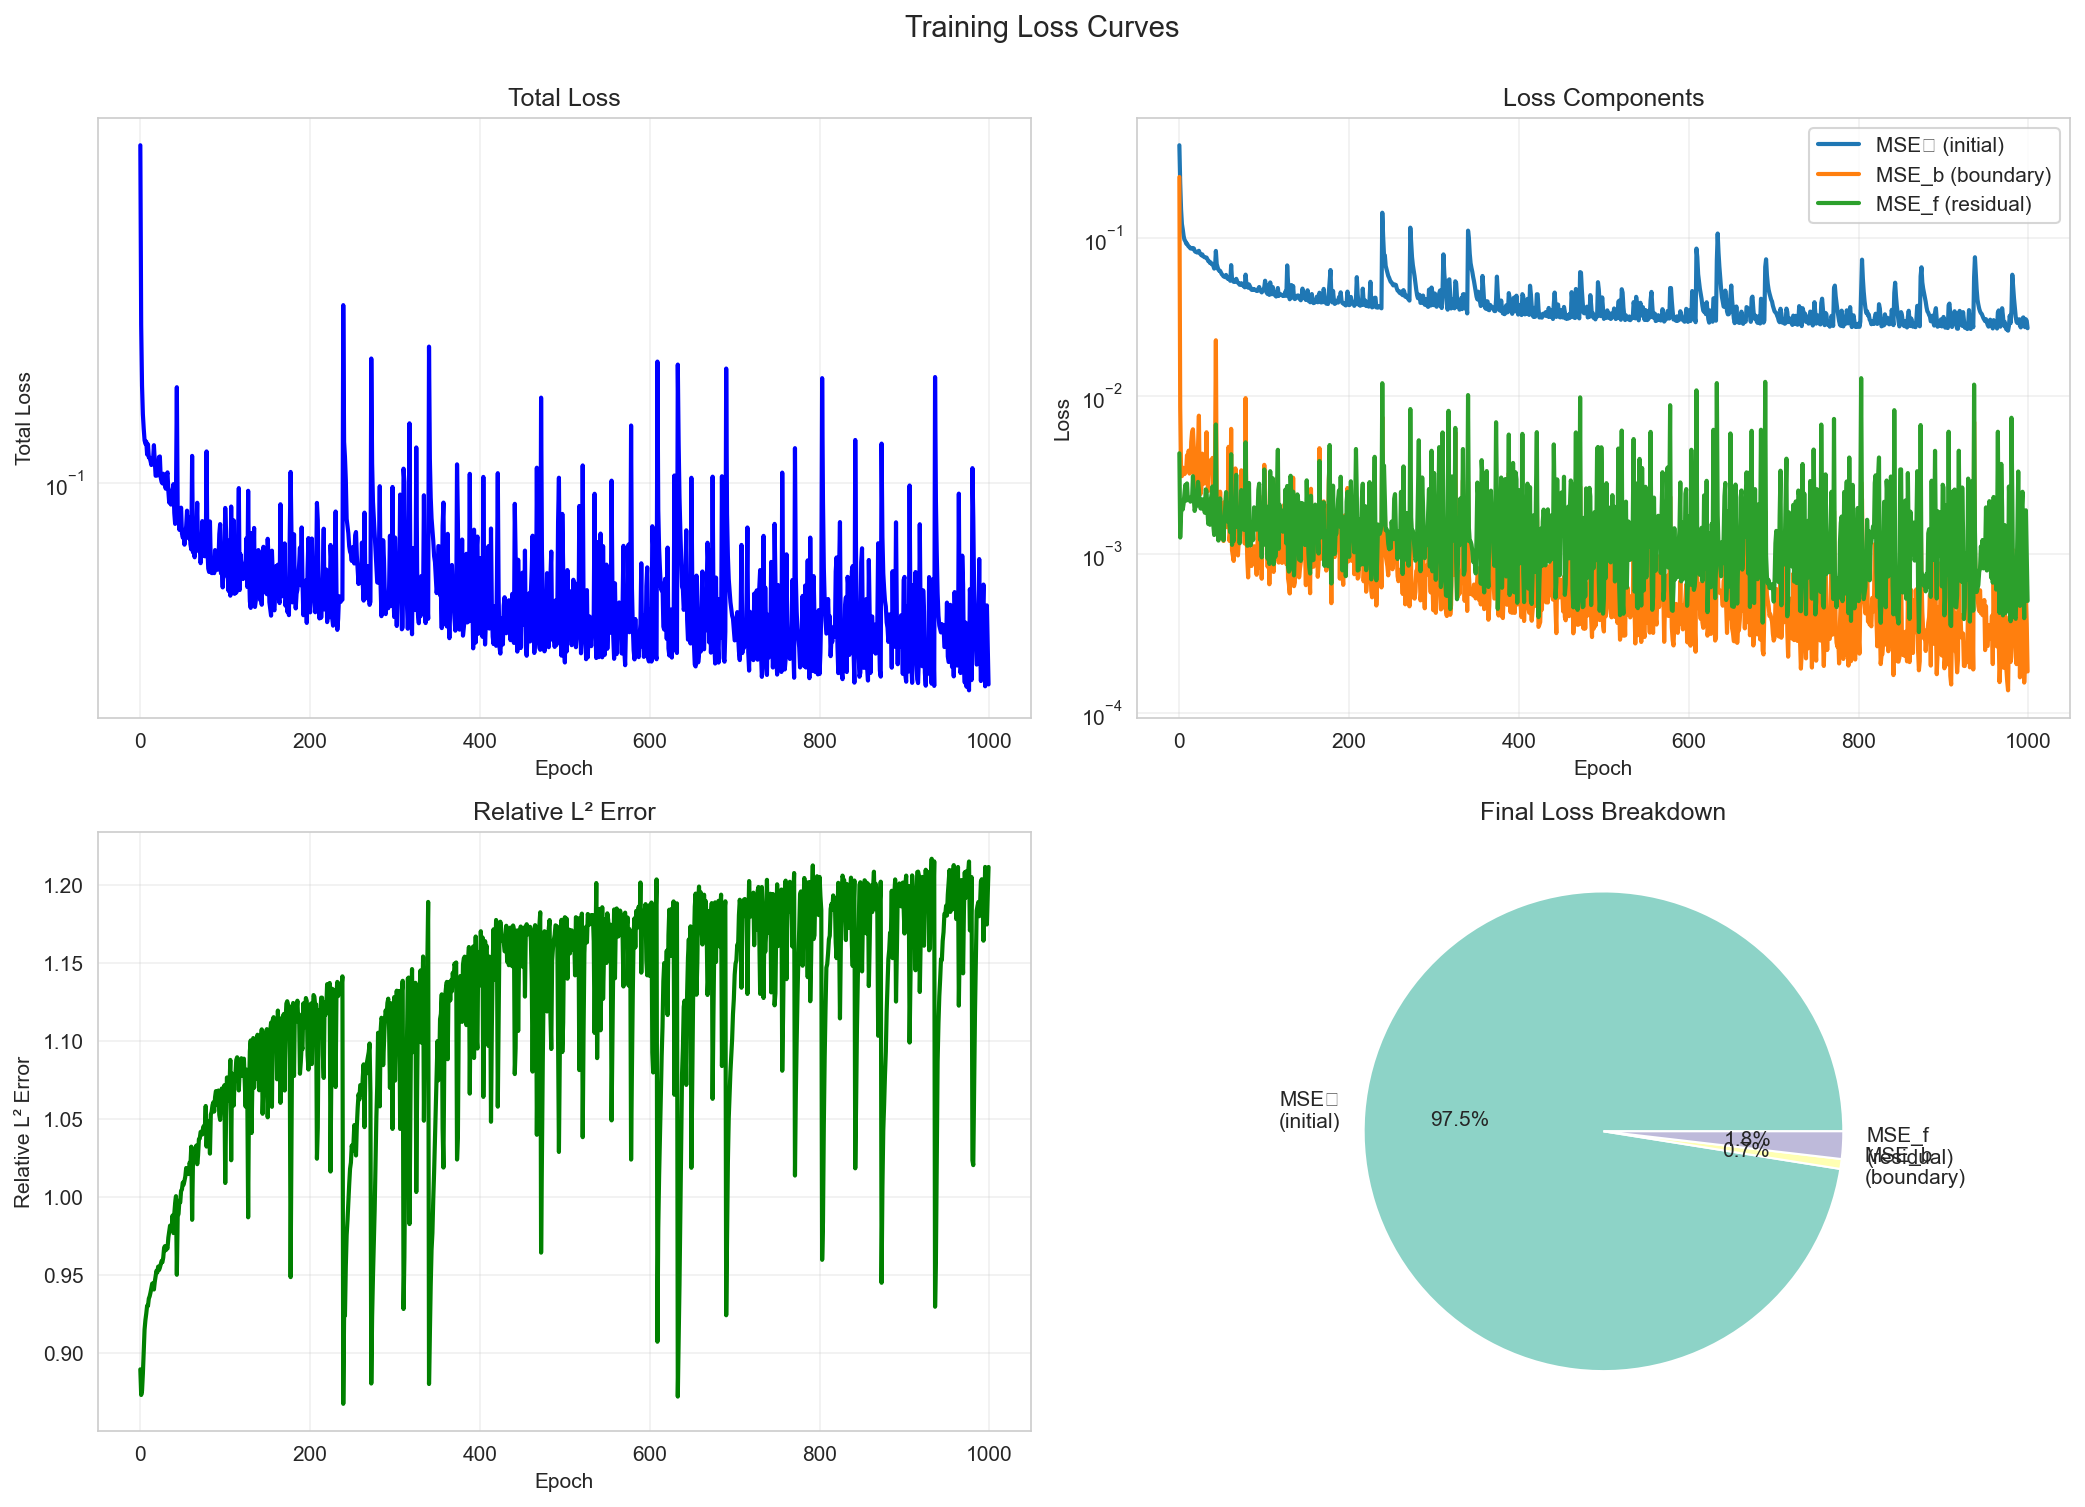 Training Loss Curves
Total Loss
Total Loss
10⁻¹
0 200 400 600 800 1000
Epoch
Loss Components
MSE□ (initial)
MSE_b (boundary)
MSE_f (residual)
Loss
10⁻¹
10⁻²
10⁻³
10⁻⁴
0 200 400 600 800 1000
Epoch
Relative L² Error
Relative L² Error
1.20
1.15
1.10
1.05
1.00
0.95
0.90
0 200 400 600 800 1000
Epoch
Final Loss Breakdown
MSE□
(initial)
97.5%
1.8%
0.7%
MSE_f
(residual)
MSE_b
(boundary)